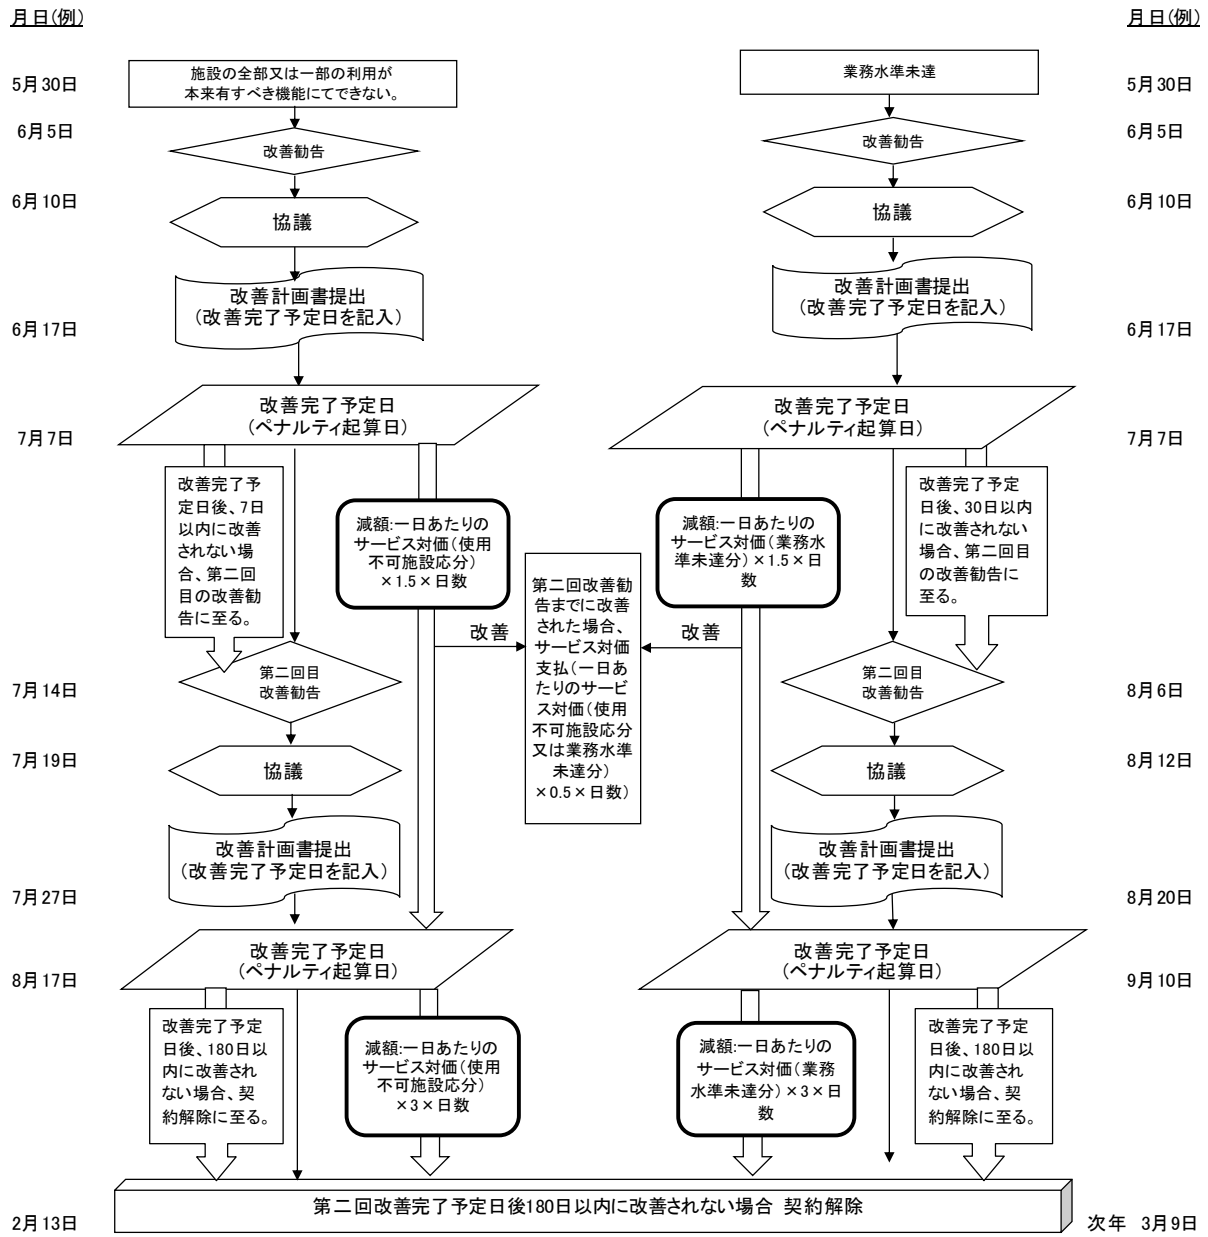 月日(例)
月日(例)
5月30日
施設の全部又は一部の利用が
本来有すべき機能にてできない。
業務水準未達
5月30日
6月5日
改善勧告
改善勧告
6月5日
6月10日
協議
協議
6月10日
改善計画書提出
(改善完了予定日を記入)
改善計画書提出
(改善完了予定日を記入)
6月17日
6月17日
改善完了予定日
(ペナルティ起算日)
改善完了予定日
(ペナルティ起算日)
7月7日
7月7日
改善完了予
定日後、7日
以内に改善
されない場
合、第二回
目の改善勧
告に至る。
減額:一日あたりの
サービス対価(使用
不可施設応分)
×1.5×日数
減額:一日あたりの
サービス対価(業務水
準未達分)×1.5×日
数
改善完了予
定日後、30日
以内に改善さ
れない場
合、第二回目
の改善勧告に
至る。
改善
第二回改善勧
告までに改善
された場合、
サービス対価
支払(一日あ
たりのサービ
ス対価(使用
不可施設応分
又は業務水準
未達分)
×0.5×日数)
改善
第二回目
改善勧告
第二回目
改善勧告
7月14日
8月6日
7月19日
協議
協議
8月12日
改善計画書提出
(改善完了予定日を記入)
改善計画書提出
(改善完了予定日を記入)
7月27日
8月20日
改善完了予定日
(ペナルティ起算日)
改善完了予定日
(ペナルティ起算日)
8月17日
9月10日
改善完了予定
日後、180日以
内に改善され
ない場合、契
約解除に至る。
減額:一日あたりの
サービス対価(使用
不可施設応分)
×3×日数
減額:一日あたりの
サービス対価(業務
水準未達分)×3×日
数
改善完了予定
日後、180日以
内に改善され
ない場合、契
約解除に至る。
第二回改善完了予定日後180日以内に改善されない場合 契約解除
2月13日
次年 3月9日